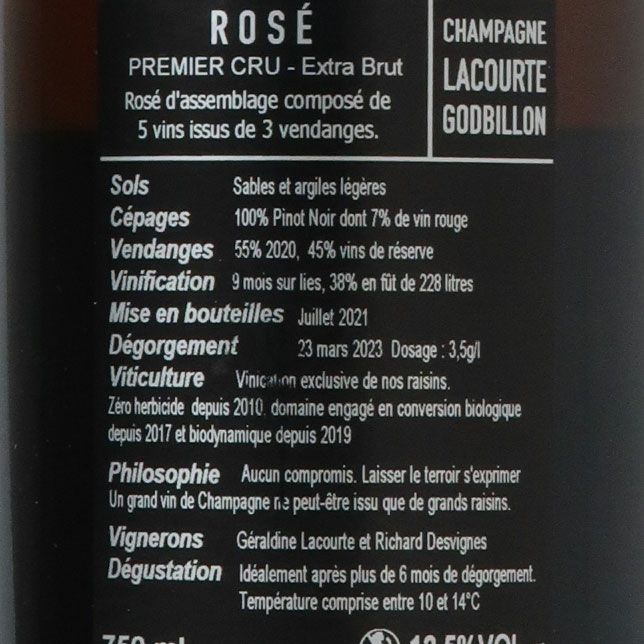 ROSÉ
PREMIER CRU - Extra Brut
Rosé d'assemblage composé de
5 vins issus de 3 vendanges.
CHAMPAGNE
LACOURTE
GODBILLON
Sols Sables et argiles légères
Cépages 100% Pinot Noir dont 7% de vin rouge
Vendanges 55% 2020, 45% vins de réserve
Vinification 9 mois sur lies, 38% en fût de 228 litres
Mise en bouteilles Juillet 2021
Dégorgement 23 mars 2023 Dosage : 3,5g/l
Viticulture exclusive de nos raisins.
Zéro herbicide depuis 2010, domaine engagé en conversion biologique
depuis 2017 et biodynamique depuis 2019
Philosophie Aucun compromis. Laisser le terroir s'exprimer
Un grand vin de Champagne ne peut-être issu que de grands raisins.
Vignerons Géraldine Lacourte et Richard Desvignes
Dégustation Idéalement après plus de 6 mois de dégorgement.
Température comprise entre 10 et 14°C
750 ml 12,5%VOL